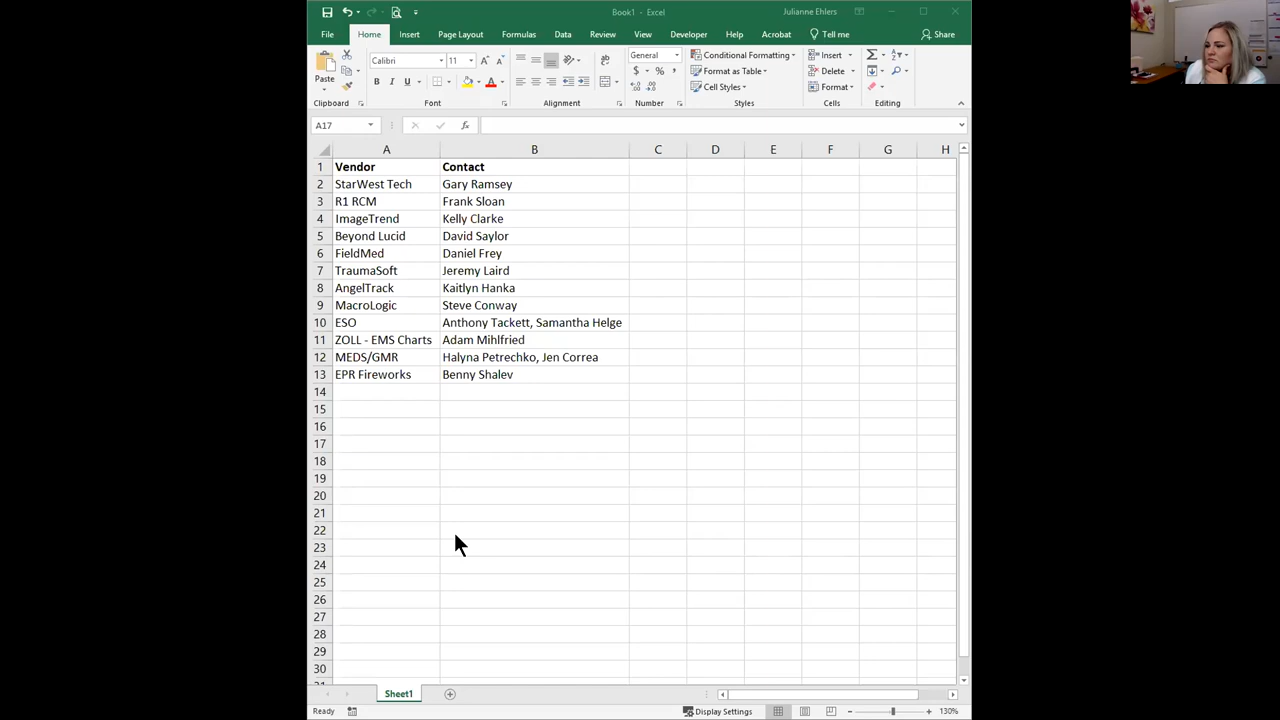 Book1 - Excel
Julianne Ehlers
File Home Insert Page Layout Formulas Data Review View Developer Help Acrobat Tell me Share
Paste
Calibri 11
General
Conditional Formatting
Format as Table
Cell Styles
Insert
Delete
Format
Clipboard Font Alignment Number Styles Cells Editing
A17
A B C D E F G H
1 Vendor Contact
2 StarWest Tech Gary Ramsey
3 R1 RCM Frank Sloan
4 ImageTrend Kelly Clarke
5 Beyond Lucid David Saylor
6 FieldMed Daniel Frey
7 TraumaSoft Jeremy Laird
8 AngelTrack Kaitlyn Hanka
9 MacroLogic Steve Conway
10 ESO Anthony Tackett, Samantha Helge
11 ZOLL - EMS Charts Adam Mihlfried
12 MEDS/GMR Halyna Petrechko, Jen Correa
13 EPR Fireworks Benny Shalev
14
15
16
17
18
19
20
21
22
23
24
25
26
27
28
29
30
Sheet1
Ready Display Settings 130%